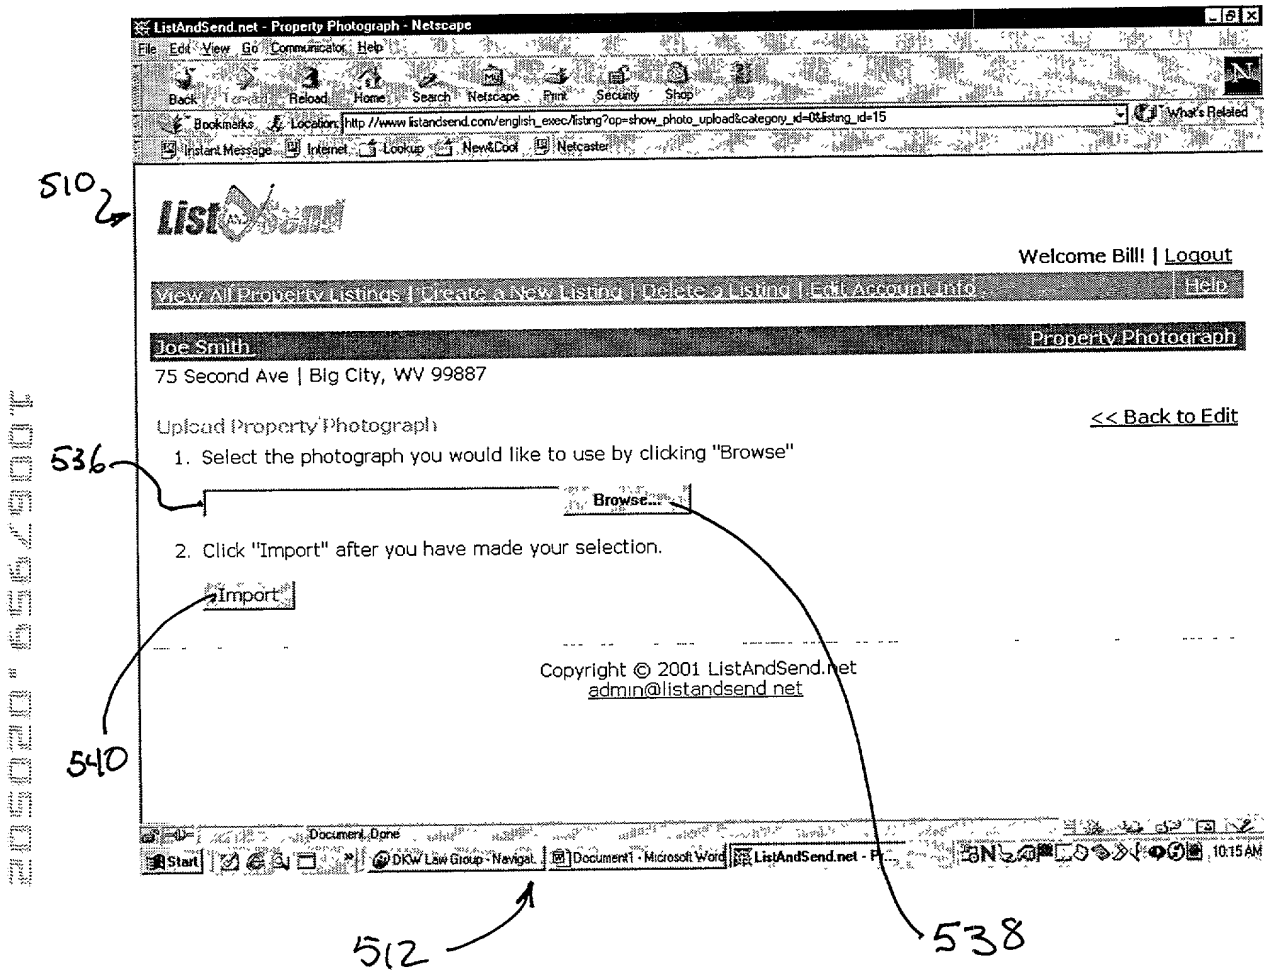 ListAndSend.net - Property Photograph - Netscape
File Edit View Go Communicator Help
Back Forward Reload Home Search Netscape Print Security Shop
Bookmarks Location: http //www listandsend.com/english_exec/listing?op=show_photo_upload&category_id=0&listing_id=15 What's Related
Instant Message Internet Lookup New&Cool Netcaster
510
List AND Send
Welcome Bill! | Logout
View All Property Listings | Create a New Listing | Delete a Listing | Edit Account Info Help
Joe Smith Property Photograph
75 Second Ave | Big City, WV 99887
Upload Property Photograph << Back to Edit
1. Select the photograph you would like to use by clicking "Browse"
536
Browse...
2. Click "Import" after you have made your selection.
Import
Copyright © 2001 ListAndSend.net
admin@listandsend net
540
Document. Done
Start DKW Law Group - Navigat.. Document1 - Microsoft Word ListAndSend.net - Pr... 10:15 AM
512
538